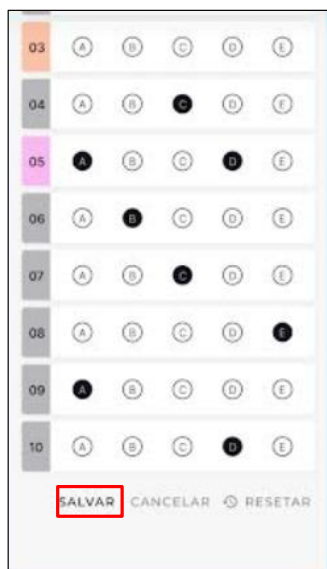 03 A B C D E
04 A B C D E
05 A B C D E
06 A B C D E
07 A B C D E
08 A B C D E
09 A B C D E
10 A B C D E
SALVAR CANCELAR RESETAR